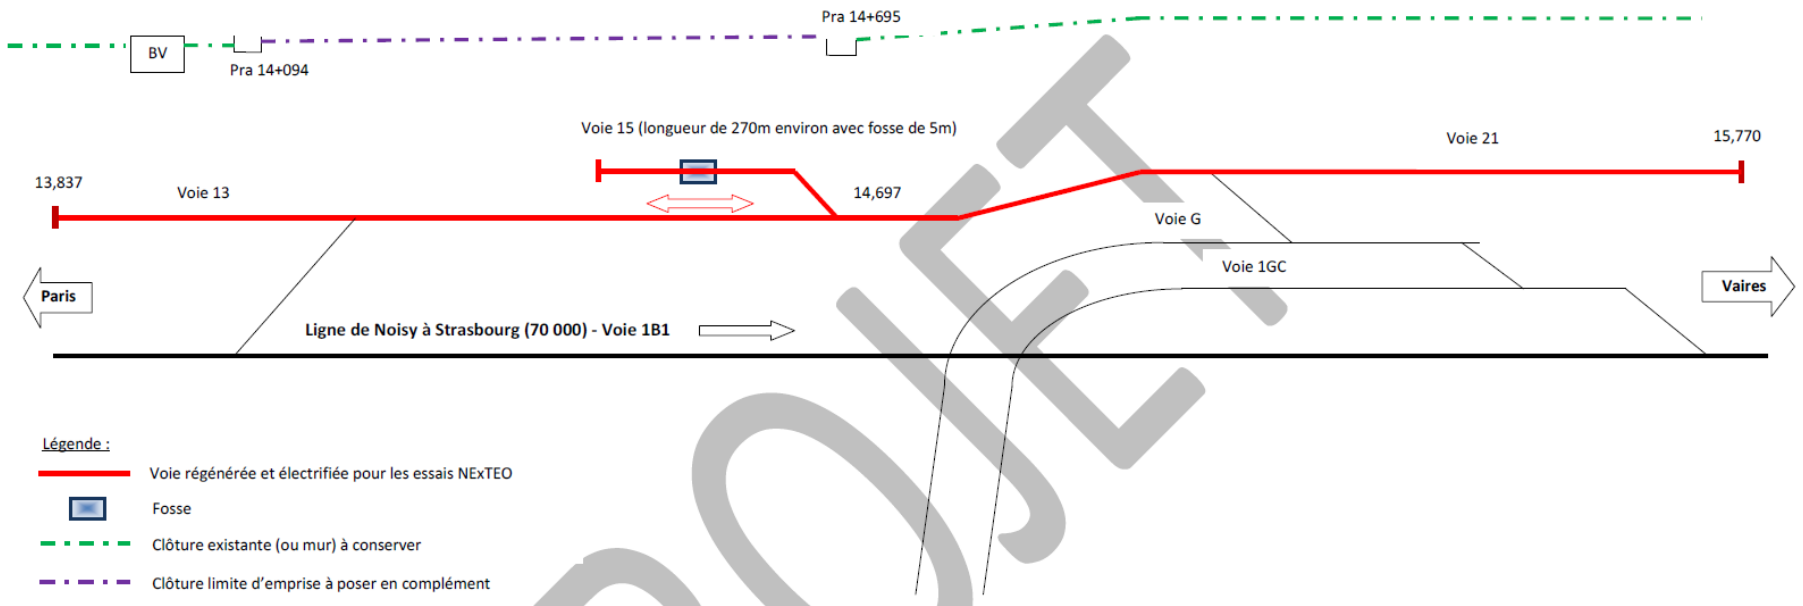 Pra 14+695
BV
Pra 14+094
Voie 15 (longueur de 270m environ avec fosse de 5m)
Voie 21
15,770
13,837
Voie 13
14,697
Voie G
Voie 1GC
Paris
Vaires
Ligne de Noisy à Strasbourg (70 000) - Voie 1B1
Légende :
Voie régénérée et électrifiée pour les essais NExTEO
Fosse
Clôture existante (ou mur) à conserver
Clôture limite d'emprise à poser en complément
PROJET